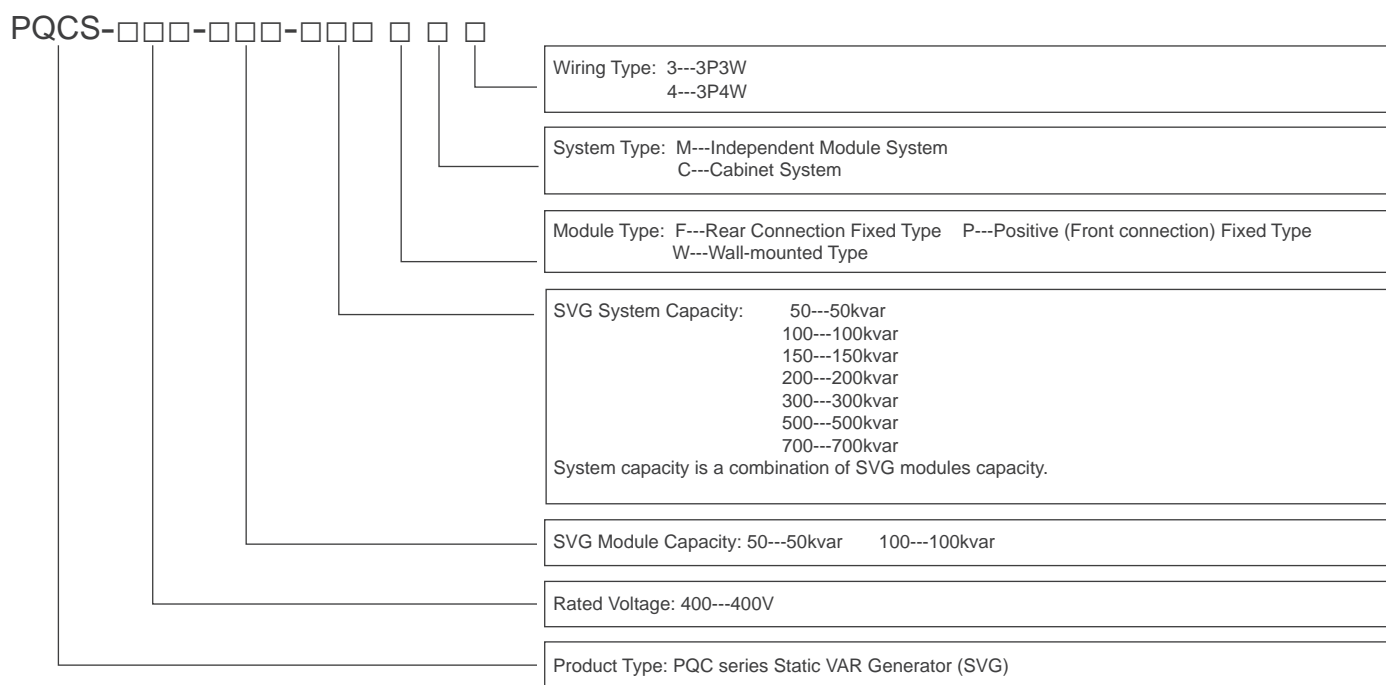 PQCS-□□□-□□□-□□□ □ □ □
Wiring Type: 3---3P3W
4---3P4W
System Type: M---Independent Module System
C---Cabinet System
Module Type: F---Rear Connection Fixed Type P---Positive (Front connection) Fixed Type
W---Wall-mounted Type
SVG System Capacity: 50---50kvar
100---100kvar
150---150kvar
200---200kvar
300---300kvar
500---500kvar
700---700kvar
System capacity is a combination of SVG modules capacity.
SVG Module Capacity: 50---50kvar 100---100kvar
Rated Voltage: 400---400V
Product Type: PQC series Static VAR Generator (SVG)